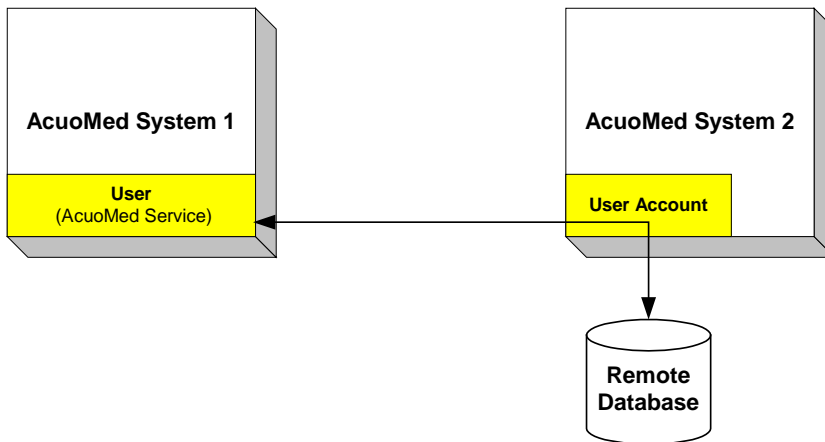 AcuoMed System 1
User
(AcuoMed Service)
AcuoMed System 2
User Account
Remote
Database